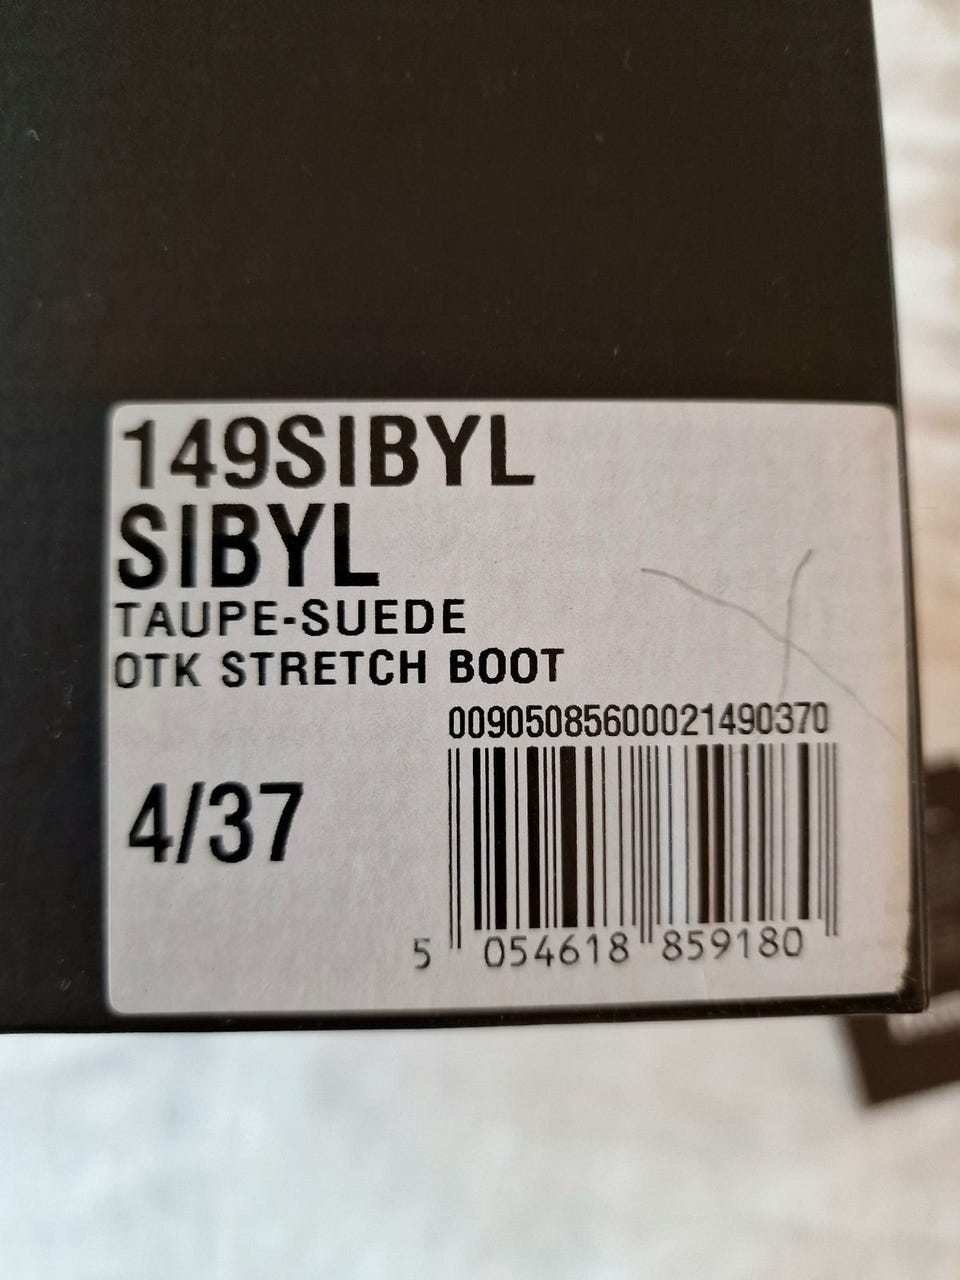 149SIBYL
SIBYL
TAUPE-SUEDE
OTK STRETCH BOOT
00905085600021490370
4/37
5 054618 859180